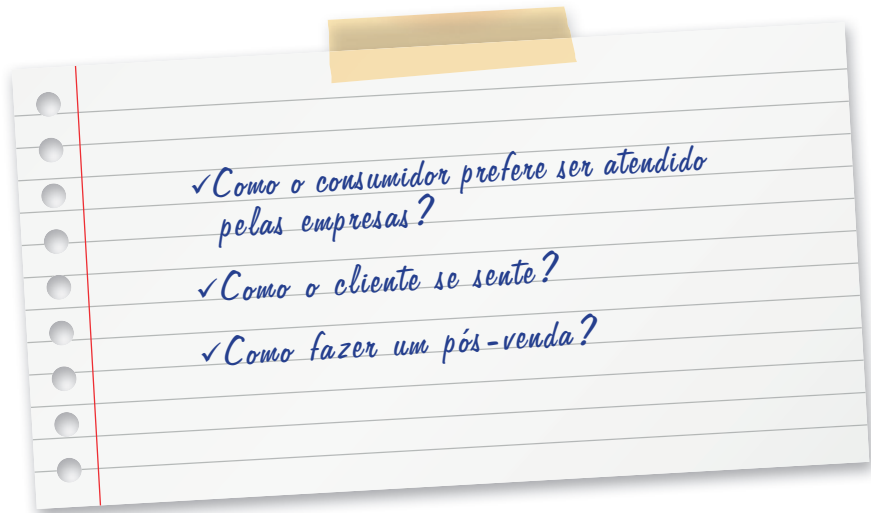 ✓Como o consumidor prefere ser atendido
pelas empresas?
✓Como o cliente se sente?
✓Como fazer um pós-venda?